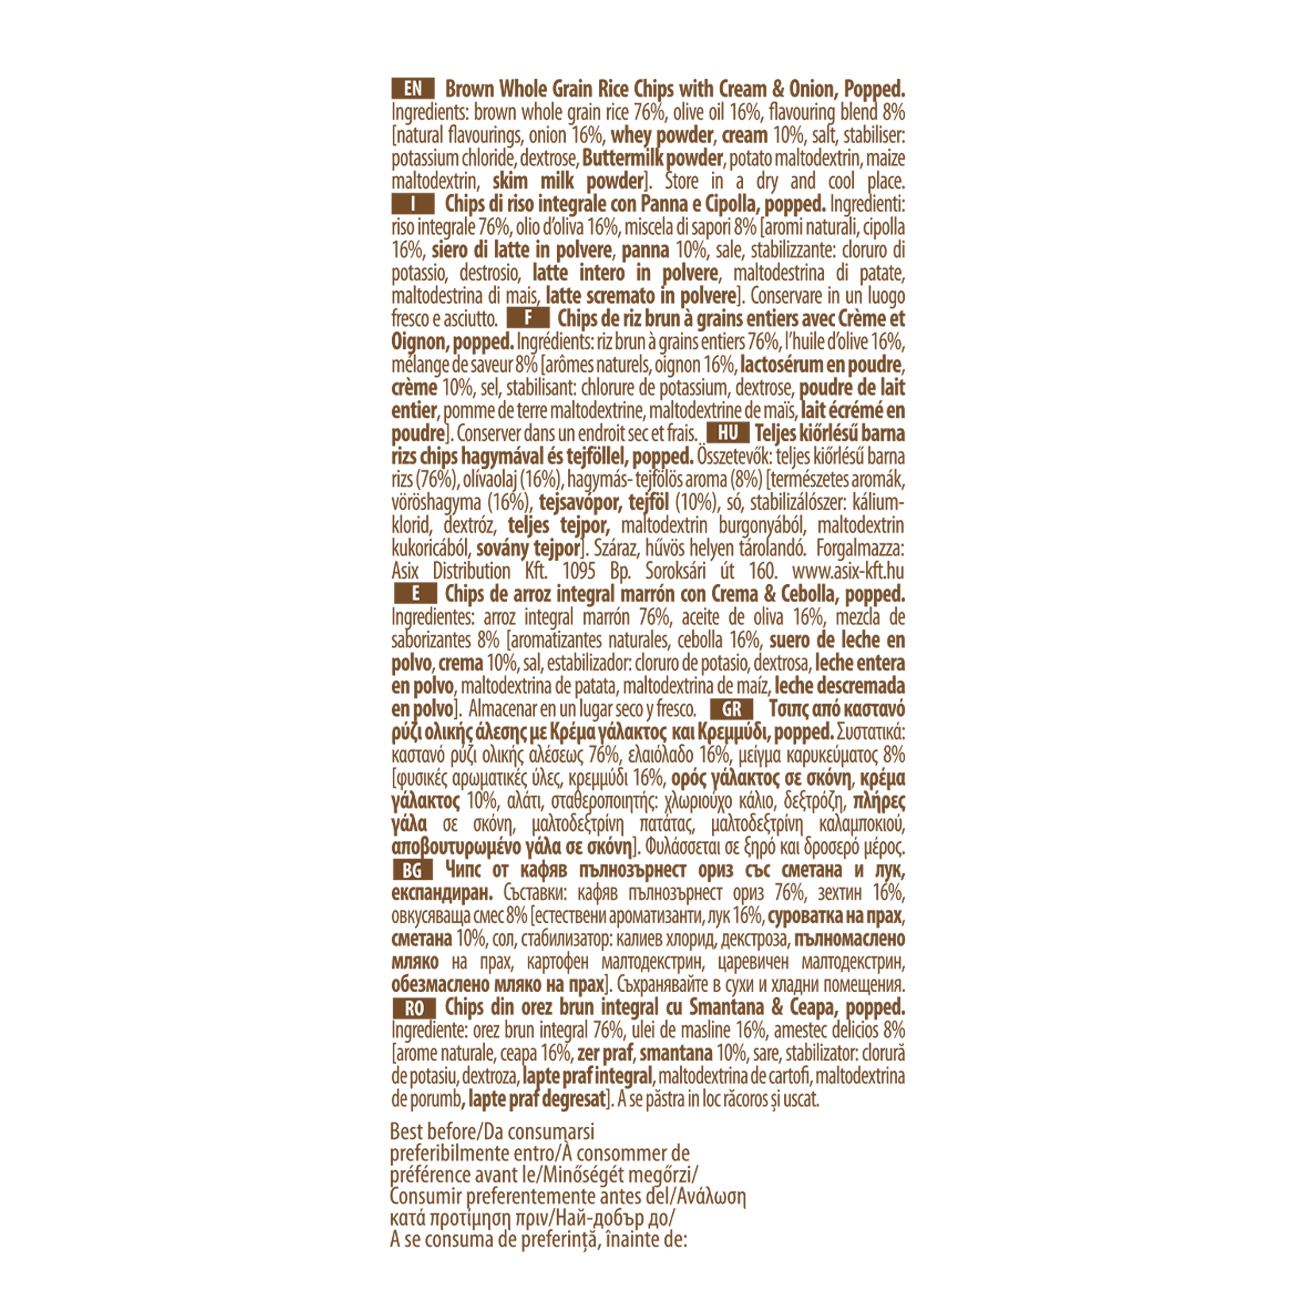 EN Brown Whole Grain Rice Chips with Cream & Onion, Popped.
Ingredients: brown whole grain rice 76%, olive oil 16%, flavouring blend 8%
[natural flavourings, onion 16%, whey powder, cream 10%, salt, stabiliser:
potassium chloride, dextrose, Buttermilk powder, potato maltodextrin, maize
maltodextrin, skim milk powder]. Store in a dry and cool place.
I Chips di riso integrale con Panna e Cipolla, popped. Ingredienti:
riso integrale 76%, olio d'oliva 16%, miscela di sapori 8% [aromi naturali, cipolla
16%, siero di latte in polvere, panna 10%, sale, stabilizzante: cloruro di
potassio, destrosio, latte intero in polvere, maltodestrina di patate,
maltodestrina di mais, latte scremato in polvere]. Conservare in un luogo
fresco e asciutto. F Chips de riz brun à grains entiers avec Crème et
Oignon, popped. Ingrédients: riz brun à grains entiers 76%, l'huile d'olive 16%,
mélange de saveur 8% [arômes naturels, oignon 16%, lactosérum en poudre,
crème 10%, sel, stabilisant: chlorure de potassium, dextrose, poudre de lait
entier, pomme de terre maltodextrine, maltodextrine de maïs, lait écrémé en
poudre]. Conserver dans un endroit sec et frais. HU Teljes kiőrlésű barna
rizs chips hagymával és tejföllel, popped. Összetevők: teljes kiőrlésű barna
rizs (76%), olívaolaj (16%), hagymás- tejfölös aroma (8%) [természetes aromák,
vöröshagyma (16%), tejsavópor, tejföl (10%), só, stabilizálószer: kálium-
klorid, dextróz, teljes tejpor, maltodextrin burgonyából, maltodextrin
kukoricából, sovány tejpor]. Száraz, hűvös helyen tárolandó. Forgalmazza:
Asix Distribution Kft. 1095 Bp. Soroksári út 160. www.asix-kft.hu
E Chips de arroz integral marrón con Crema & Cebolla, popped.
Ingredientes: arroz integral marrón 76%, aceite de oliva 16%, mezcla de
saborizantes 8% [aromatizantes naturales, cebolla 16%, suero de leche en
polvo, crema 10%, sal, estabilizador: cloruro de potasio, dextrosa, leche entera
en polvo, maltodextrina de patata, maltodextrina de maíz, leche descremada
en polvo]. Almacenar en un lugar seco y fresco. GR Τσιπς από καστανό
ρύζι ολικής άλεσης με Κρέμα γάλακτος και Κρεμμύδι, popped. Συστατικά:
καστανό ρύζι ολικής αλέσεως 76%, ελαιόλαδο 16%, μείγμα καρυκεύματος 8%
[φυσικές αρωματικές ύλες, κρεμμύδι 16%, ορός γάλακτος σε σκόνη, κρέμα
γάλακτος 10%, αλάτι, σταθεροποιητής: χλωριούχο κάλιο, δεξτρόζη, πλήρες
γάλα σε σκόνη, μαλτοδεξτρίνη πατάτας, μαλτοδεξτρίνη καλαμποκιού,
αποβουτυρωμένο γάλα σε σκόνη]. Φυλάσσεται σε ξηρό και δροσερό μέρος.
BG Чипс от кафяв пълнозърнест ориз със сметана и лук,
експандиран. Съставки: кафяв пълнозърнест ориз 76%, зехтин 16%,
овкусяваща смес 8% [естествени ароматизанти, лук 16%, суроватка на прах,
сметана 10%, сол, стабилизатор: калиев хлорид, декстроза, пълномаслено
мляко на прах, картофен малтодекстрин, царевичен малтодекстрин,
обезмаслено мляко на прах]. Съхранявайте в сухи и хладни помещения.
RO Chips din orez brun integral cu Smantana & Ceapa, popped.
Ingrediente: orez brun integral 76%, ulei de masline 16%, amestec delicios 8%
[arome naturale, ceapa 16%, zer praf, smantana 10%, sare, stabilizator: clorură
de potasiu, dextroza, lapte praf integral, maltodextrina de cartofi, maltodextrina
de porumb, lapte praf degresat]. A se păstra in loc răcoros și uscat.
Best before/Da consumarsi
preferibilmente entro/À consommer de
préférence avant le/Minőségét megőrzi/
Consumir preferentemente antes del/Ανάλωση
κατά προτίμηση πριν/Най-добър до/
A se consuma de preferință, înainte de: